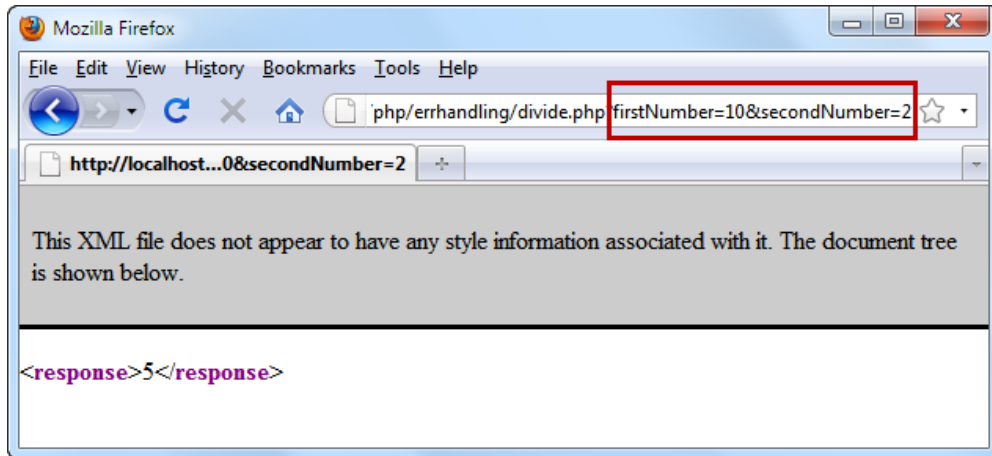 Mozilla Firefox
File Edit View History Bookmarks Tools Help
php/errhandling/divide.php?firstNumber=10&secondNumber=2
http://localhost...0&secondNumber=2
This XML file does not appear to have any style information associated with it. The document tree
is shown below.
<response>5</response>